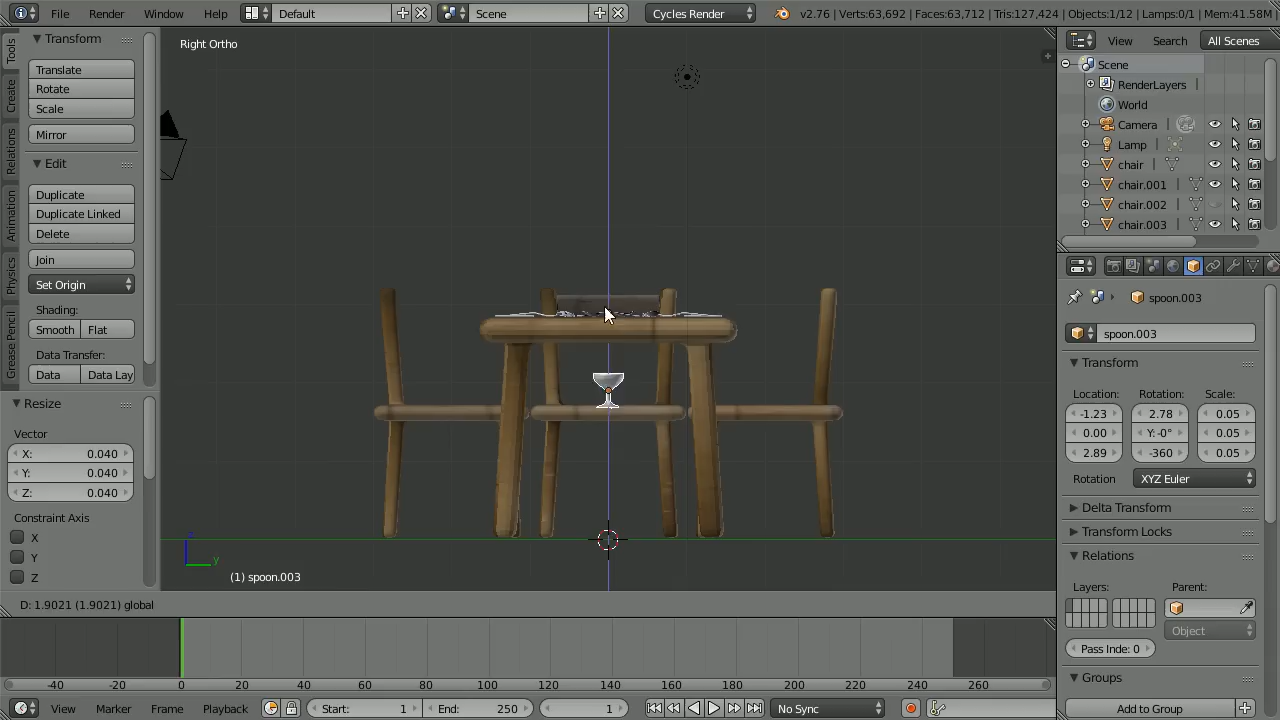 File Render Window Help Default Scene Cycles Render v2.76 | Verts:63,692 | Faces:63,712 | Tris:127,424 | Objects:1/12 | Lamps:0/1 | Mem:41.58M
Tools
Create
Relations
Animation
Physics
Grease Pencil
Transform
Translate
Rotate
Scale
Mirror
Edit
Duplicate
Duplicate Linked
Delete
Join
Set Origin
Shading:
Smooth Flat
Data Transfer:
Data Data Lay
Resize
Vector
X: 0.040
Y: 0.040
Z: 0.040
Constraint Axis
X
Y
Z
Right Ortho
z
y
(1) spoon.003
D: 1.9021 (1.9021) global
View Search All Scenes
Scene
RenderLayers
World
Camera
Lamp
chair
chair.001
chair.002
chair.003
spoon.003
spoon.003
Transform
Location: Rotation: Scale:
-1.23 2.78 0.05
0.00 Y:-0° 0.05
2.89 -360 0.05
Rotation XYZ Euler
Delta Transform
Transform Locks
Relations
Layers: Parent:
Object
Pass Inde: 0
Groups
Add to Group
-40 -20 0 20 40 60 80 100 120 140 160 180 200 220 240 260
View Marker Frame Playback Start: 1 End: 250 1 No Sync